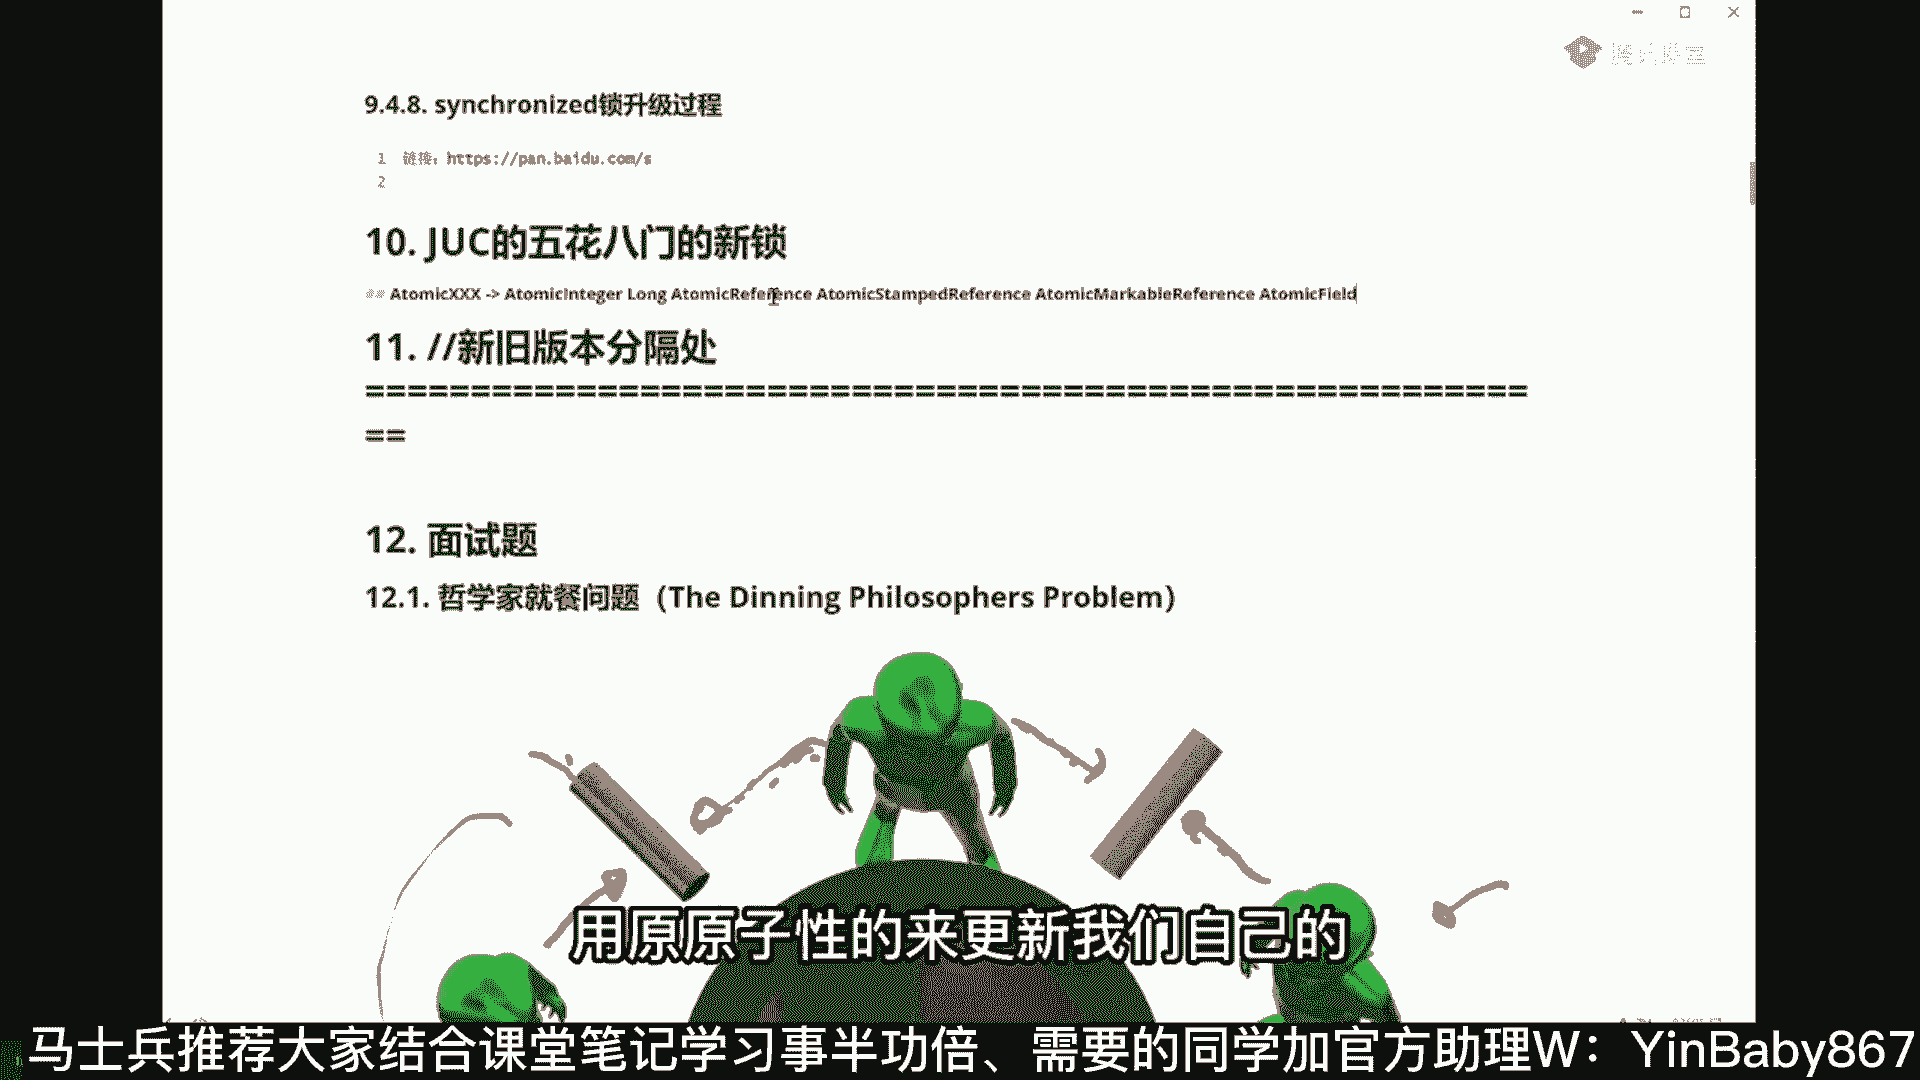 腾讯课堂
9.4.8. synchronized锁升级过程
1 链接：https://pan.baidu.com/s
2
10. JUC的五花八门的新锁
## AtomicXXX -> AtomicInteger Long AtomicReference AtomicStampedReference AtomicMarkableReference AtomicField
11. //新旧版本分隔处
=======================================================
==
12. 面试题
12.1. 哲学家就餐问题（The Dinning Philosophers Problem）
用原原子性的来更新我们自己的
马士兵推荐大家结合课堂笔记学习事半功倍、需要的同学加官方助理W：YinBaby867